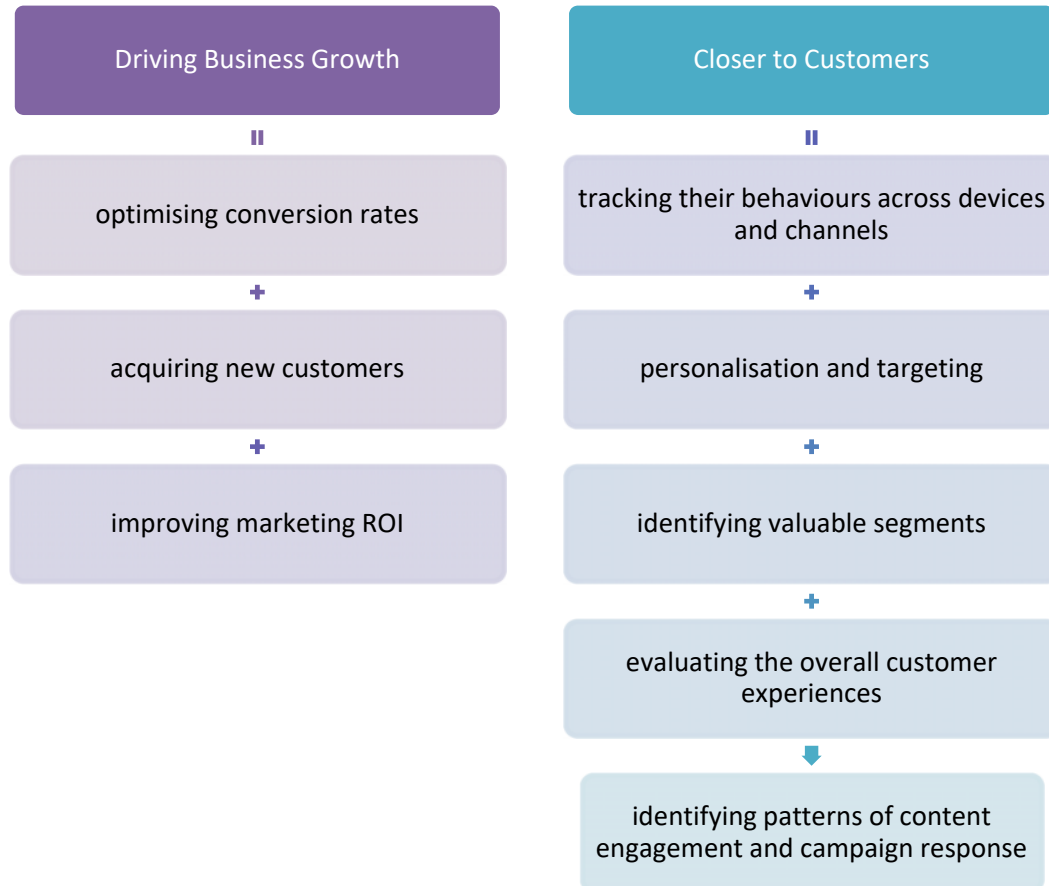 Driving Business Growth
optimising conversion rates
+
acquiring new customers
+
improving marketing ROI
Closer to Customers
tracking their behaviours across devices
and channels
+
personalisation and targeting
+
identifying valuable segments
+
evaluating the overall customer
experiences
identifying patterns of content
engagement and campaign response